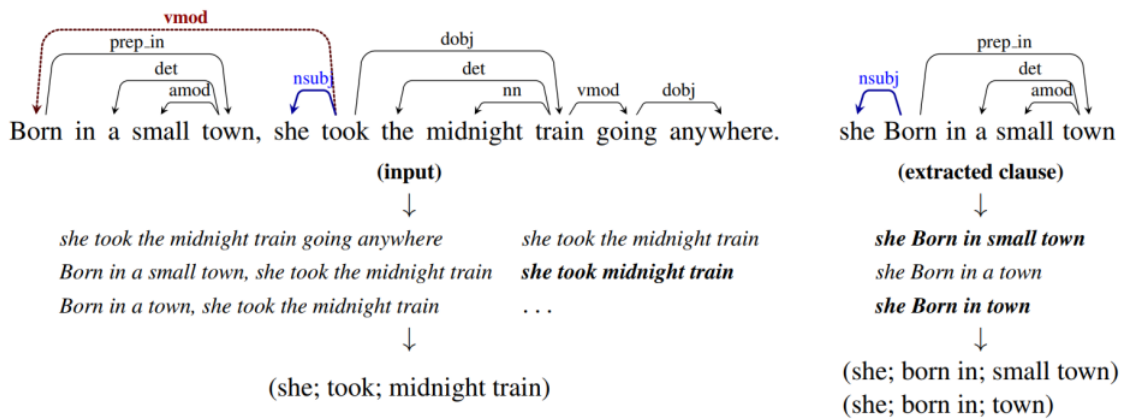 vmod
prep_in prep_in
dobj
det det det
nsubj amod nn vmod dobj nsubj amod
Born in a small town, she took the midnight train going anywhere. she Born in a small town
(input) (extracted clause)
she took the midnight train going anywhere she took the midnight train she Born in small town
Born in a small town, she took the midnight train she took midnight train she Born in a town
Born in a town, she took the midnight train . . . she Born in town
(she; took; midnight train) (she; born in; small town)
(she; born in; town)